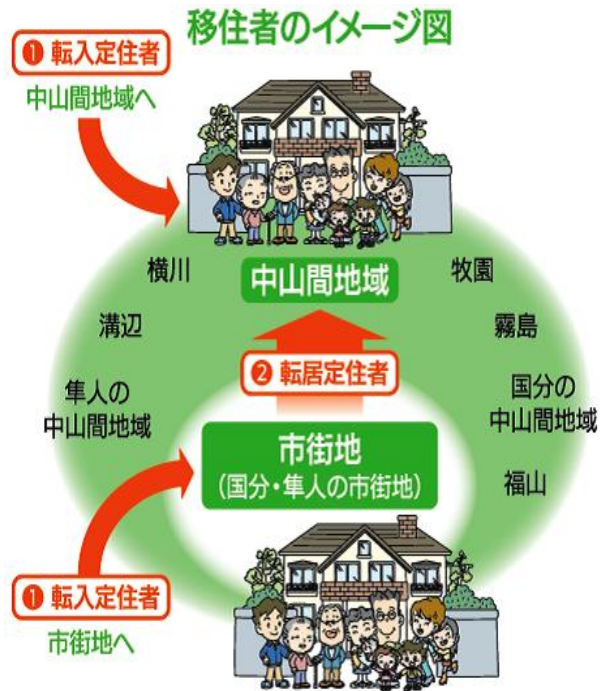 移住者のイメージ図
❶ 転入定住者
中山間地域へ
中山間地域
横川
牧園
溝辺
霧島
❷ 転居定住者
隼人の
中山間地域
国分の
中山間地域
市街地
(国分・隼人の市街地)
福山
❶ 転入定住者
市街地へ